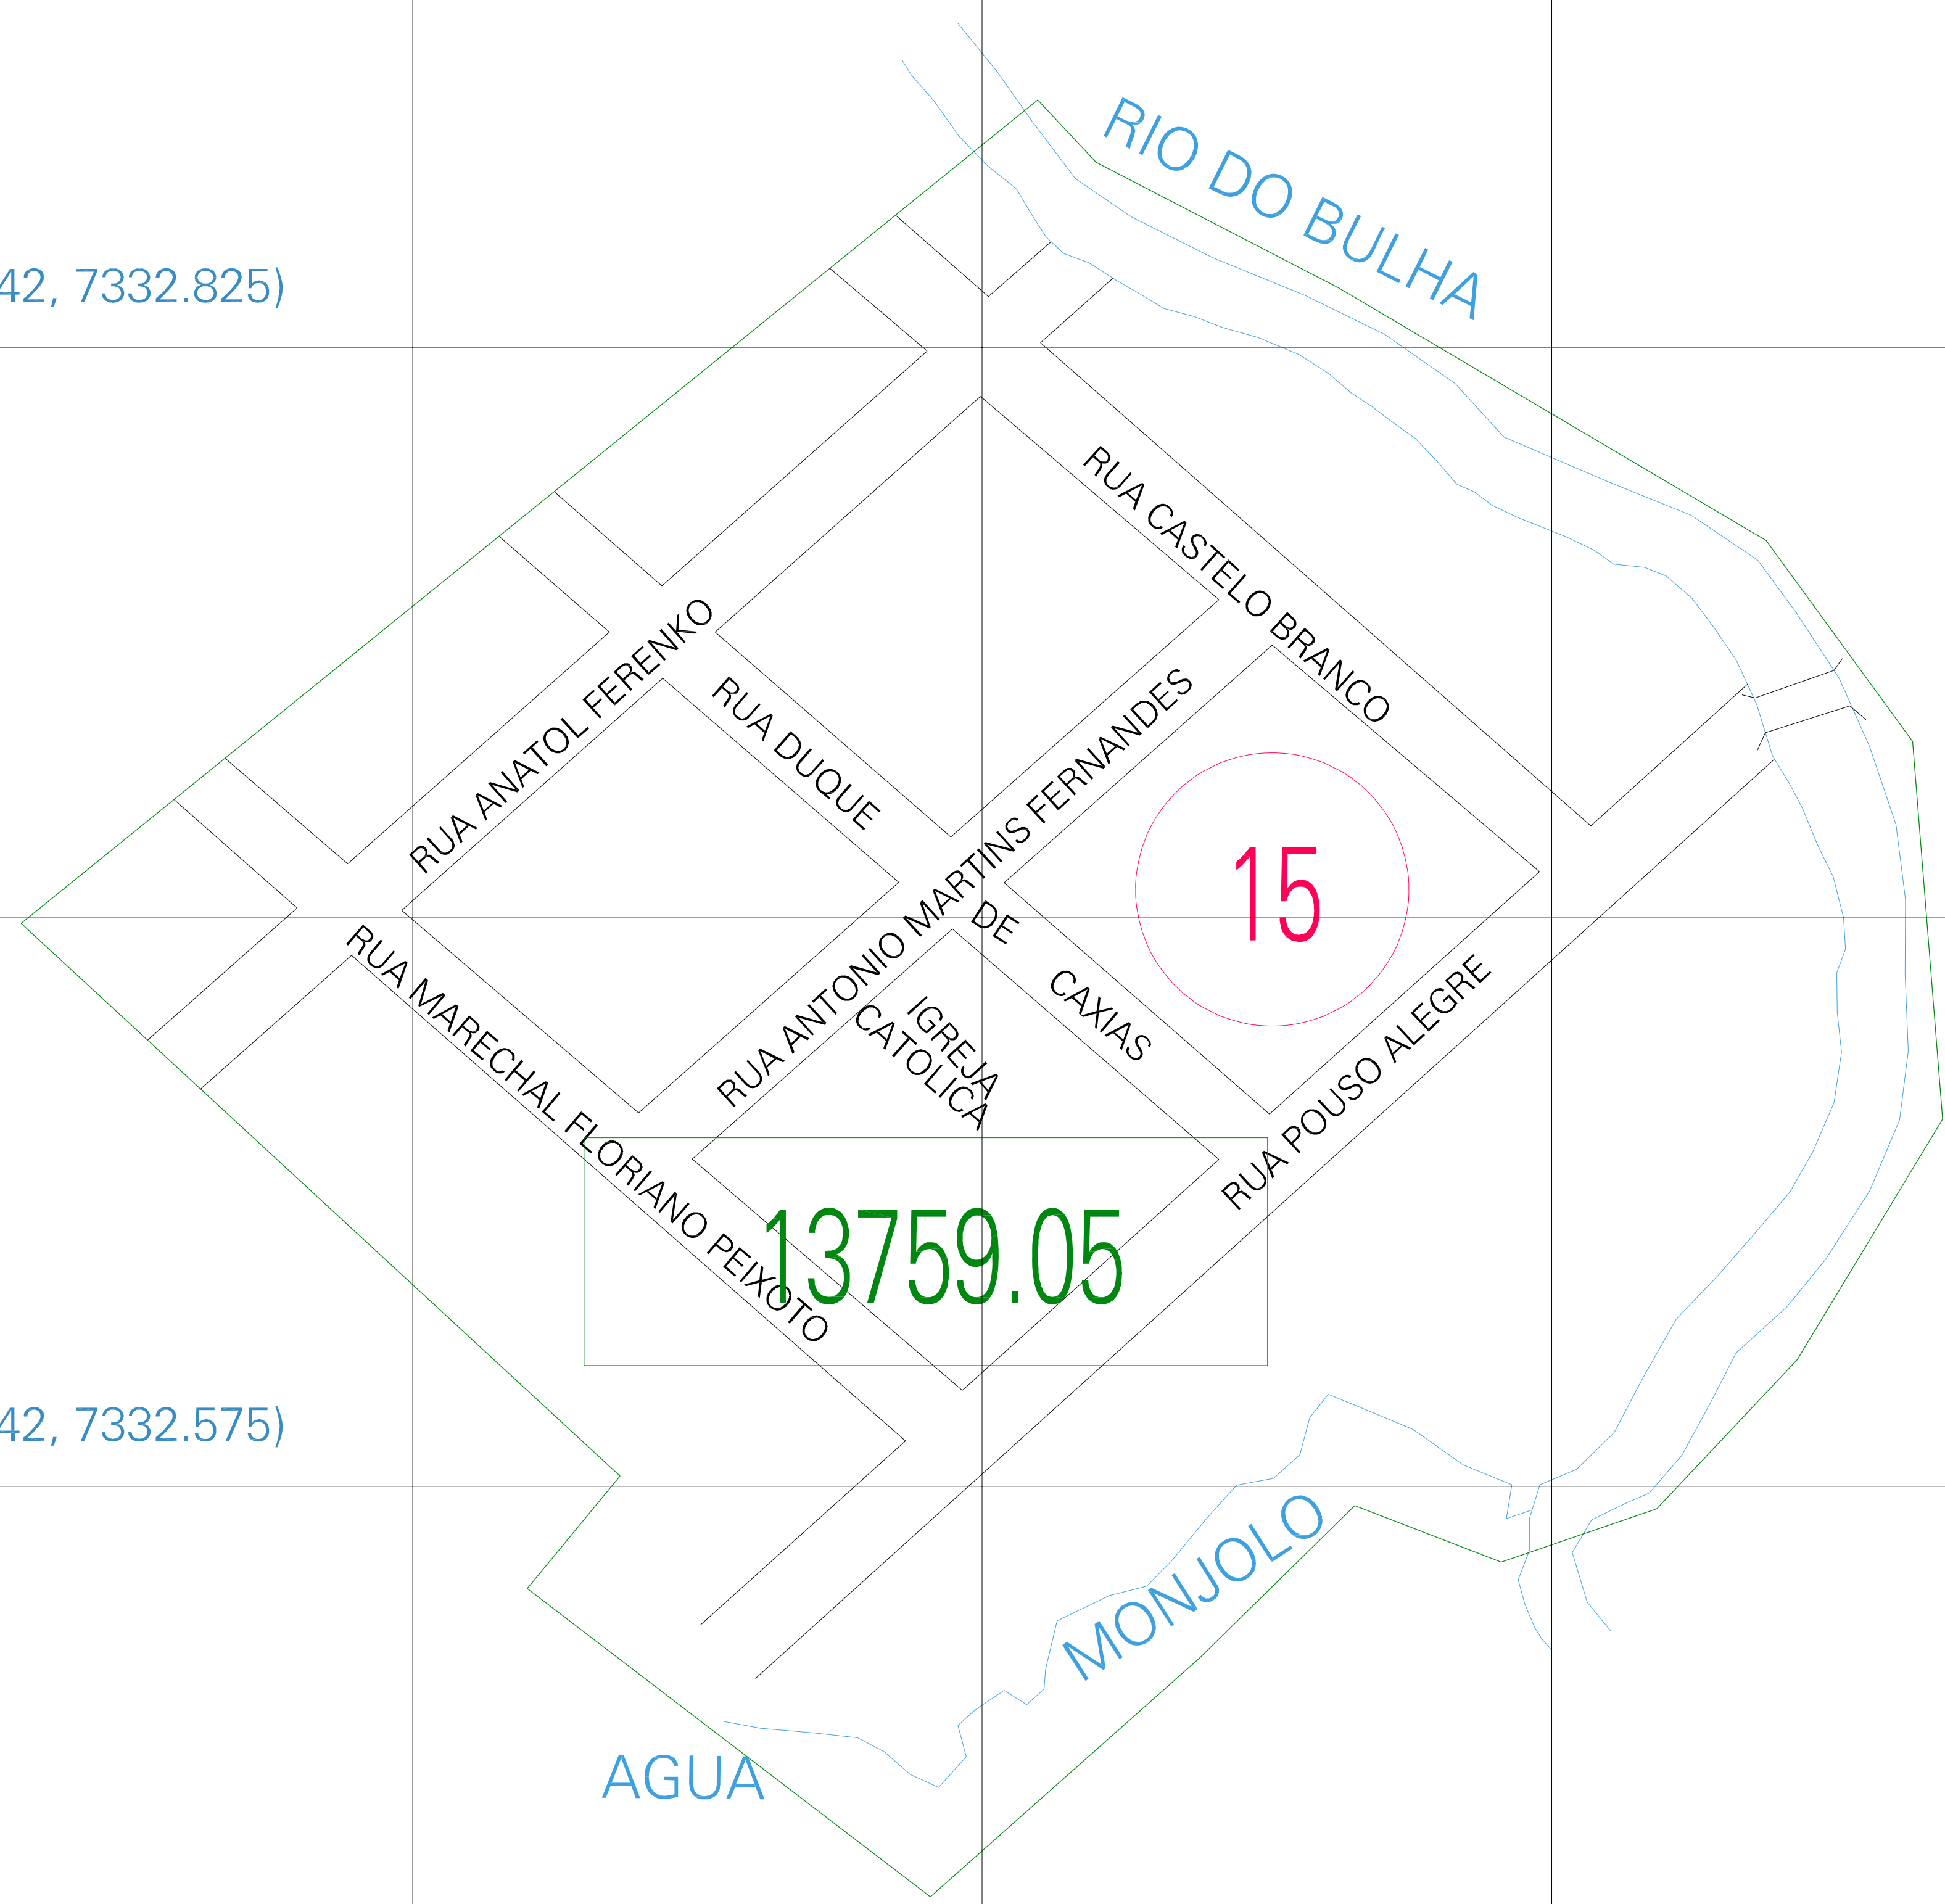 RIO DO BULHA
42, 7332.825)
RUA CASTELO BRANCO
RUA ANATOL FERENKO
RUA DUQUE
DE
CAXIAS
RUA ANTONIO MARTINS FERNANDES
15
RUA MARECHAL FLORIANO PEIXOTO
IGREJA
CATOLICA
RUA POUSO ALEGRE
13759.05
42, 7332.575)
MONJOLO
AGUA